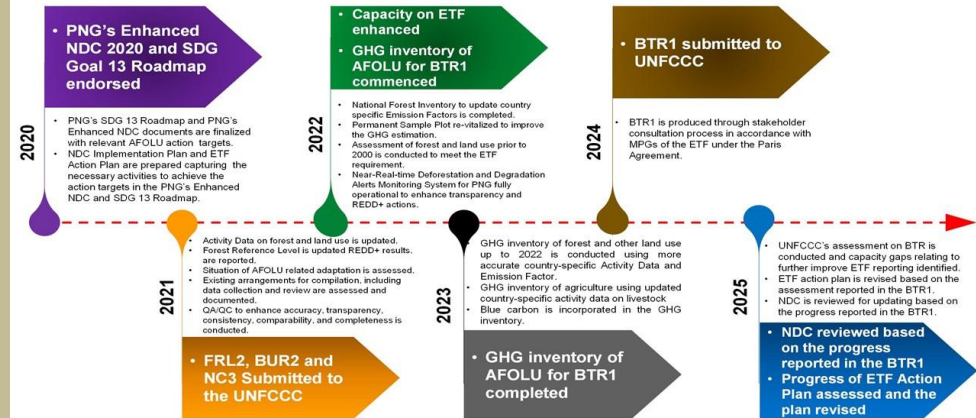 • PNG's Enhanced
NDC 2020 and SDG
Goal 13 Roadmap
endorsed
2020
• PNG's SDG 13 Roadmap and PNG's
Enhanced NDC documents are finalized
with relevant AFOLU action targets.
• NDC Implementation Plan and ETF
Action Plan are prepared capturing the
necessary activities to achieve the
action targets in the PNG's Enhanced
NDC and SDG 13 Roadmap.
• Capacity on ETF
enhanced
• GHG inventory of
AFOLU for BTR1
commenced
2022
• National Forest Inventory to update country
specific Emission Factors is completed.
• Permanent Sample Plot re-vitalized to improve
the GHG estimation.
• Assessment of forest and land use prior to
2000 is conducted to meet the ETF
requirement.
• Near-Real-time Deforestation and Degradation
Alerts Monitoring System for PNG fully
operational to enhance transparency and
REDD+ actions.
• BTR1 submitted to
UNFCCC
2024
• BTR1 is produced through stakeholder
consultation process in accordance with
MPGs of the ETF under the Paris
Agreement.
2021
• Activity Data on forest and land use is updated.
• Forest Reference Level is updated REDD+ results
are reported.
• Situation of AFOLU related adaptation is assessed.
• Existing arrangements for compilation, including
data collection and review are assessed and
documented.
• QA/QC to enhance accuracy, transparency,
consistency, comparability, and completeness is
conducted.
• FRL2, BUR2 and
NC3 Submitted to
the UNFCCC
2023
• GHG inventory of forest and other land use
up to 2022 is conducted using more
accurate country-specific Activity Data and
Emission Factor.
• GHG inventory of agriculture using updated
country-specific activity data on livestock
• Blue carbon is incorporated in the GHG
inventory.
• GHG inventory of
AFOLU for BTR1
completed
2025
• UNFCCC's assessment on BTR is
conducted and capacity gaps relating to
further improve ETF reporting identified.
• ETF action plan is revised based on the
assessment reported in the BTR1.
• NDC is reviewed for updating based on
the progress reported in the BTR1.
• NDC reviewed based
on the progress
reported in the BTR1
• Progress of ETF Action
Plan assessed and the
plan revised